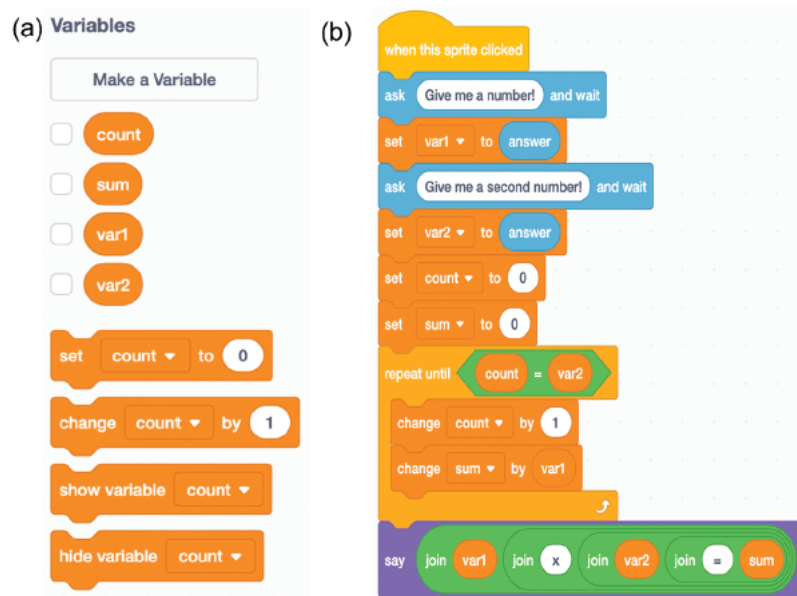 (a) Variables
Make a Variable
count
sum
var1
var2
set count to 0
change count by 1
show variable count
hide variable count
(b)
when this sprite clicked
ask Give me a number! and wait
set var1 to answer
ask Give me a second number! and wait
set var2 to answer
set count to 0
set sum to 0
repeat until count = var2
change count by 1
change sum by var1
say join var1 join x join var2 join = sum